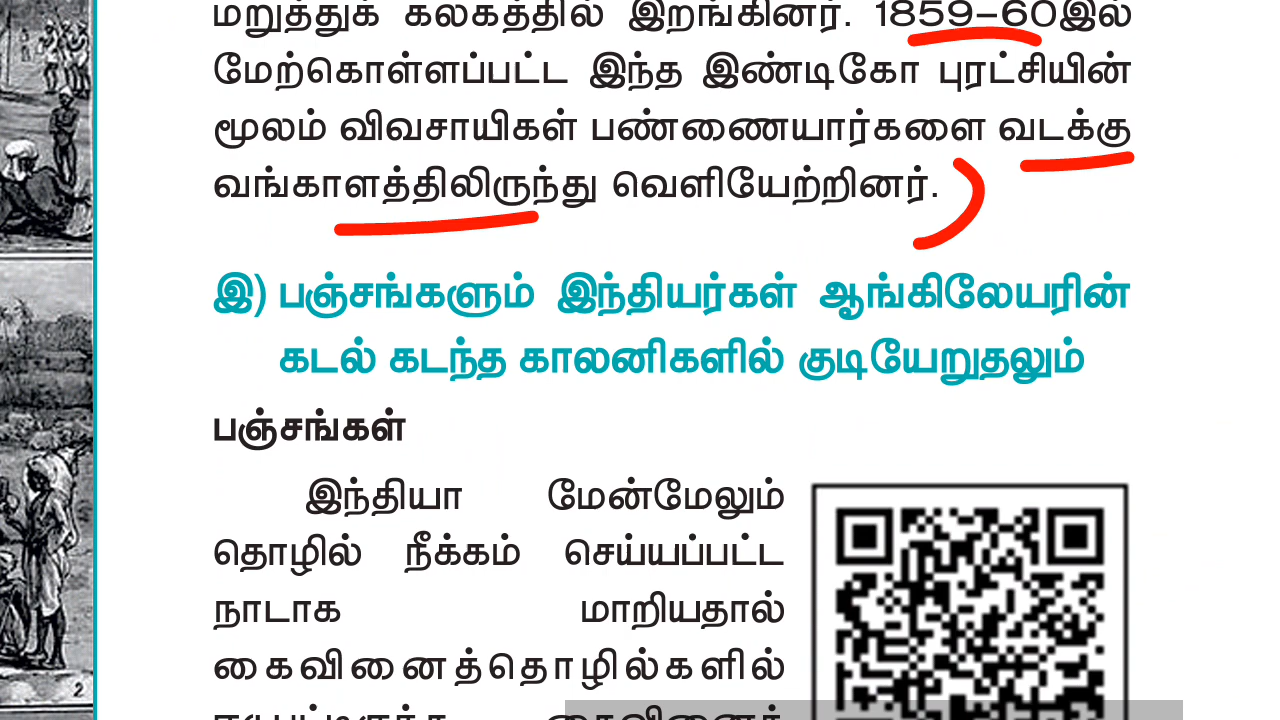 மறுத்துக் கலகத்தில் இறங்கினர். 1859–60இல்
மேற்கொள்ளப்பட்ட இந்த இண்டிகோ புரட்சியின்
மூலம் விவசாயிகள் பண்ணையார்களை வடக்கு
வங்காளத்திலிருந்து வெளியேற்றினர்.
இ) பஞ்சங்களும் இந்தியர்கள் ஆங்கிலேயரின்
கடல் கடந்த காலனிகளில் குடியேறுதலும்
பஞ்சங்கள்
இந்தியா மேன்மேலும்
தொழில் நீக்கம் செய்யப்பட்ட
நாடாக மாறியதால்
கைவினைத்தொழில்களில்
2